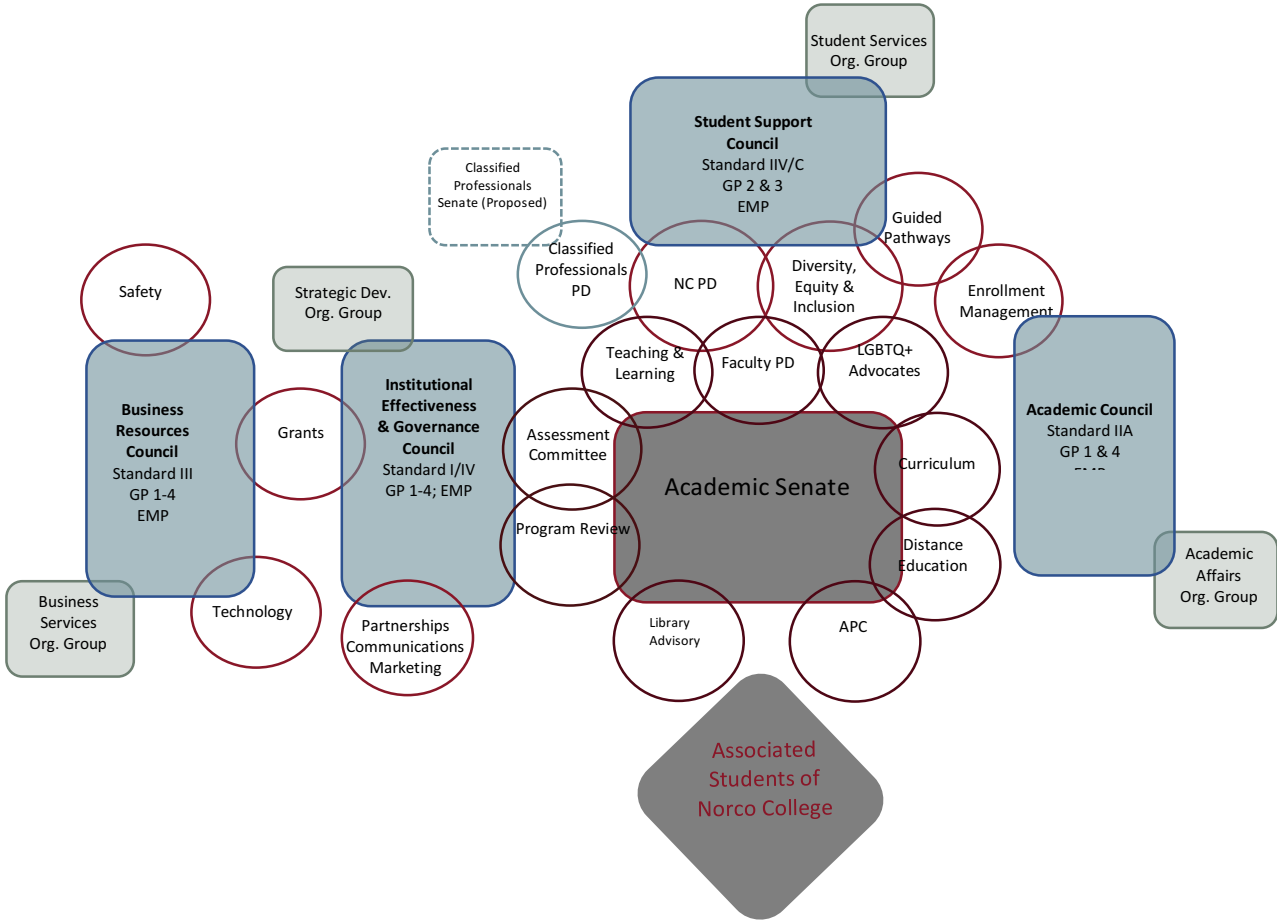 Student Services
Org. Group
Student Support
Council
Standard IIV/C
GP 2 & 3
EMP
Classified
Professionals
Senate (Proposed)
Guided
Pathways
Classified
Professionals
PD
NC PD
Diversity,
Equity &
Inclusion
Enrollment
Management
Safety
Strategic Dev.
Org. Group
Teaching &
Learning
Faculty PD
LGBTQ+
Advocates
Business
Resources
Council
Standard III
GP 1-4
EMP
Grants
Institutional
Effectiveness
& Governance
Council
Standard I/IV
GP 1-4; EMP
Assessment
Committee
Program Review
Academic Senate
Curriculum
Distance
Education
Academic Council
Standard IIA
GP 1 & 4
Academic
Affairs
Org. Group
Business
Services
Org. Group
Technology
Partnerships
Communications
Marketing
Library
Advisory
APC
Associated
Students of
Norco College